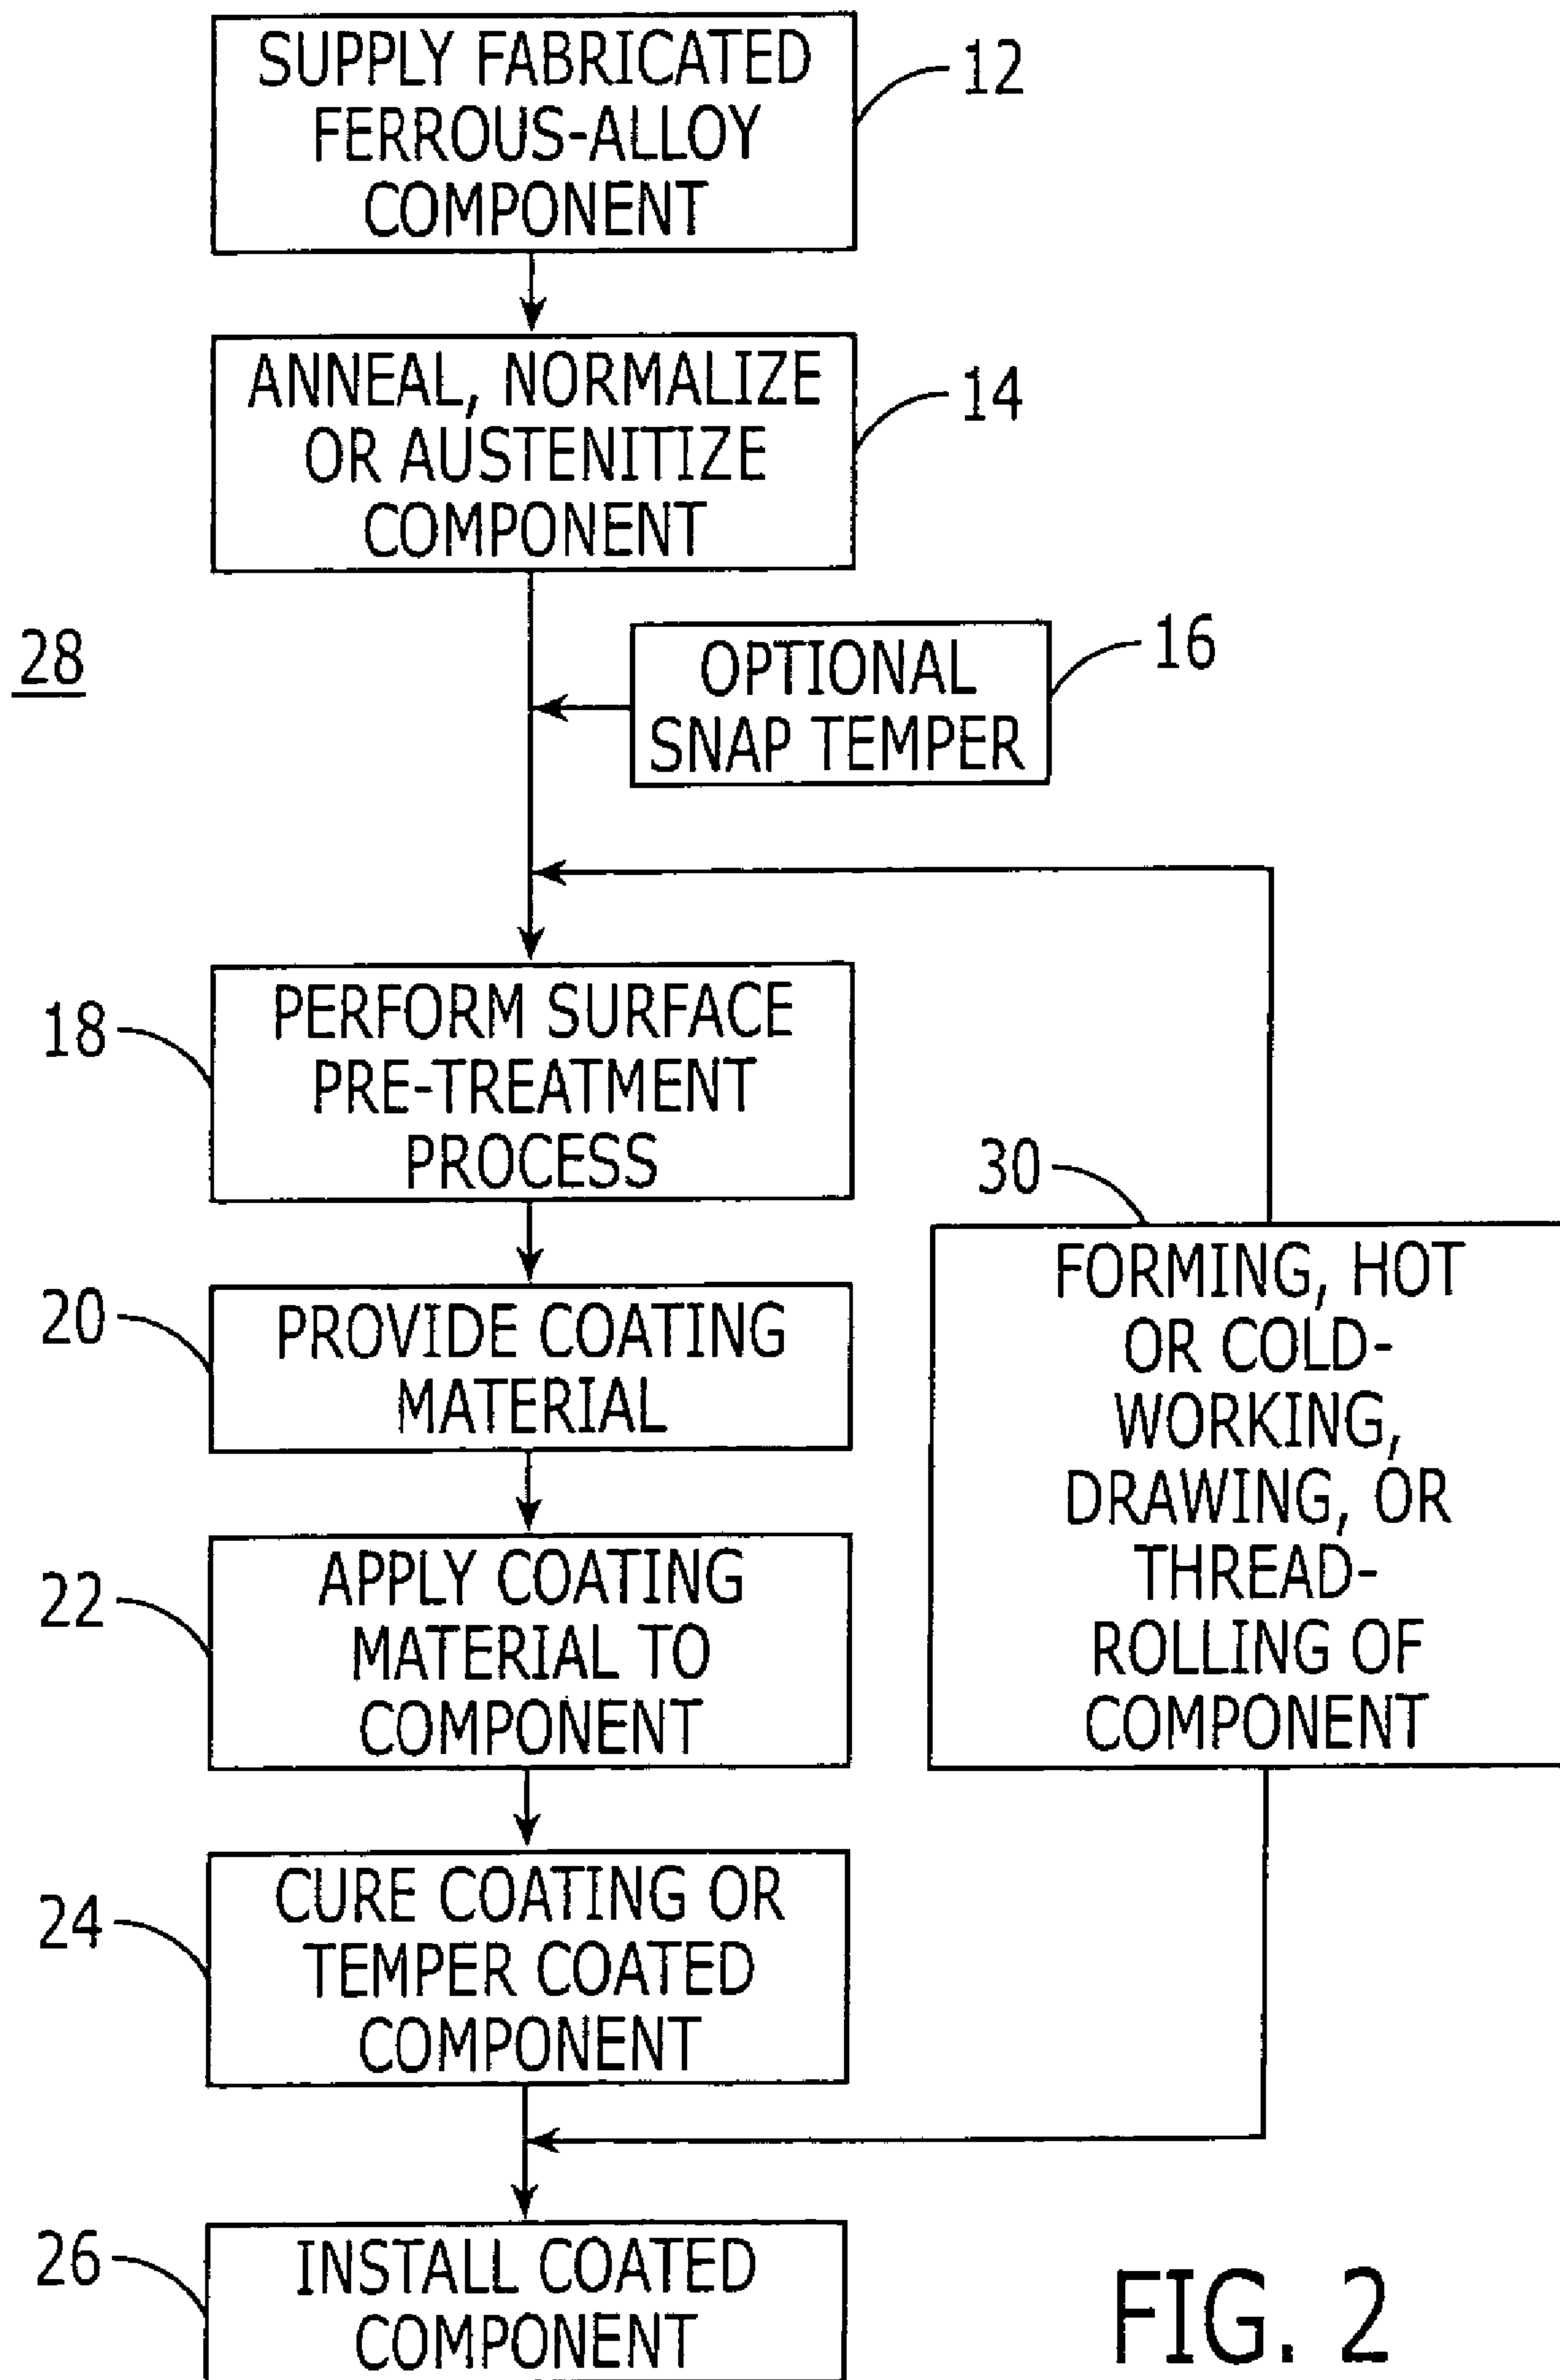 SUPPLY FABRICATED
FERROUS-ALLOY
COMPONENT
12
ANNEAL, NORMALIZE
OR AUSTENITIZE
COMPONENT
14
28
OPTIONAL
SNAP TEMPER
16
18
PERFORM SURFACE
PRE-TREATMENT
PROCESS
30
FORMING, HOT
OR COLD-
WORKING,
DRAWING, OR
THREAD-
ROLLING OF
COMPONENT
20
PROVIDE COATING
MATERIAL
22
APPLY COATING
MATERIAL TO
COMPONENT
24
CURE COATING OR
TEMPER COATED
COMPONENT
26
INSTALL COATED
COMPONENT
FIG. 2